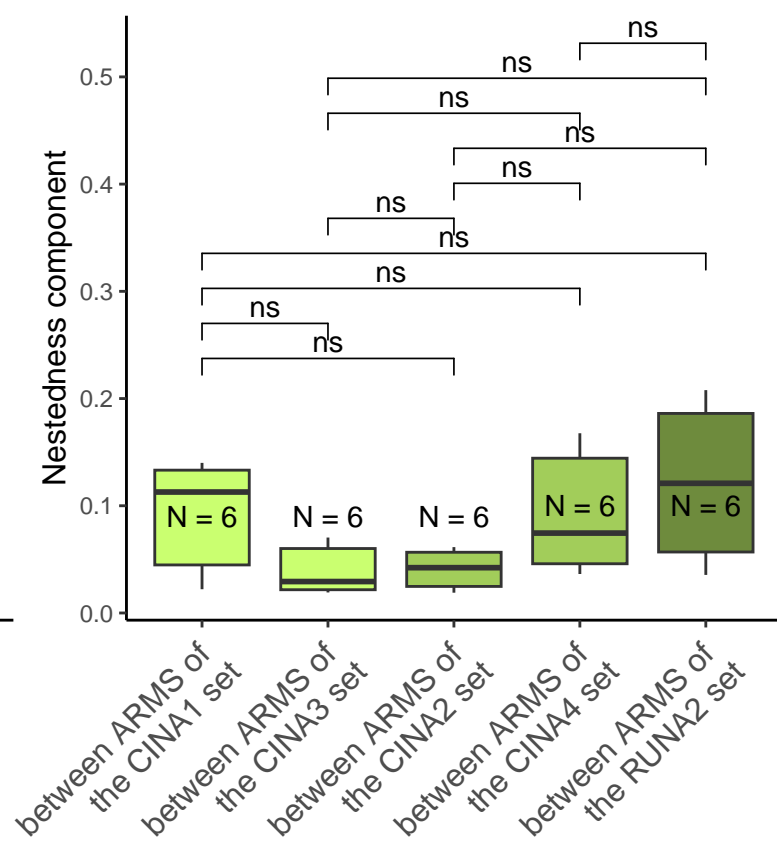 ns
ns
ns
ns
ns
ns
ns
ns
ns
ns
0.5
0.4
0.3
0.2
0.1
0.0
Nestedness component
N = 6
N = 6
N = 6
N = 6
N = 6
between ARMS of
the CINA1 set
between ARMS of
the CINA3 set
between ARMS of
the CINA2 set
between ARMS of
the CINA4 set
between ARMS of
the RUNA2 set